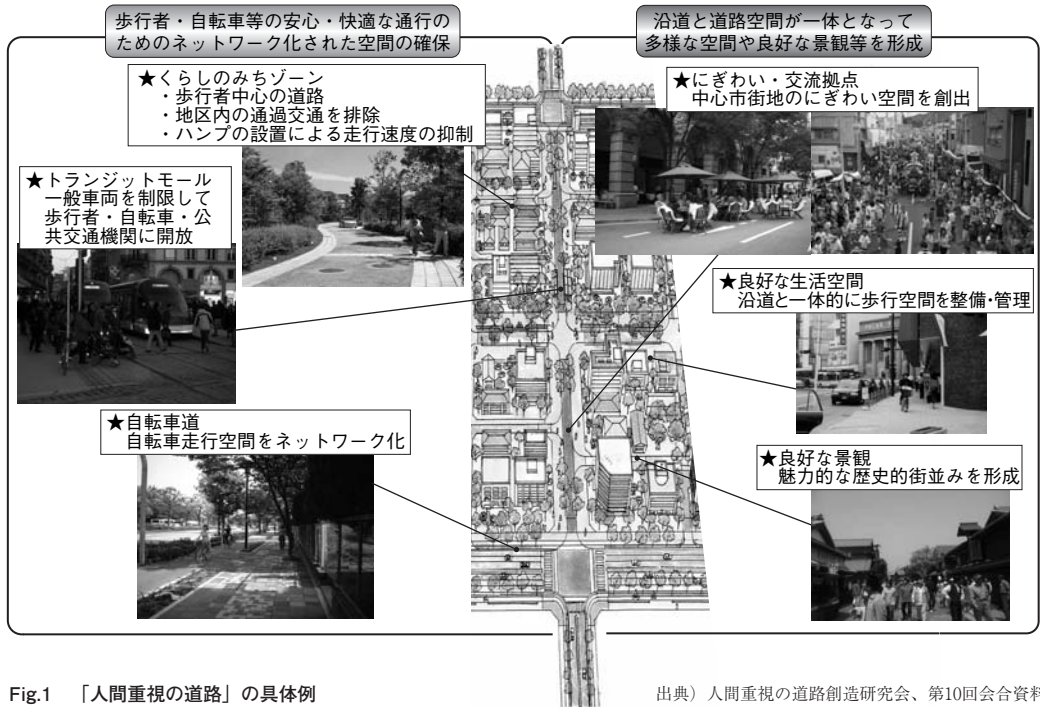 歩行者・自転車等の安心・快適な通行の
ためのネットワーク化された空間の確保
★くらしのみちゾーン
・歩行者中心の道路
・地区内の通過交通を排除
・ハンプの設置による走行速度の抑制
★トランジットモール
一般車両を制限して
歩行者・自転車・公
共交通機関に開放
★自転車道
自転車走行空間をネットワーク化
沿道と道路空間が一体となって
多様な空間や良好な景観等を形成
★にぎわい・交流拠点
中心市街地のにぎわい空間を創出
★良好な生活空間
沿道と一体的に歩行空間を整備・管理
★良好な景観
魅力的な歴史的街並みを形成
Fig.1 「人間重視の道路」の具体例
出典）人間重視の道路創造研究会、第10回会合資料